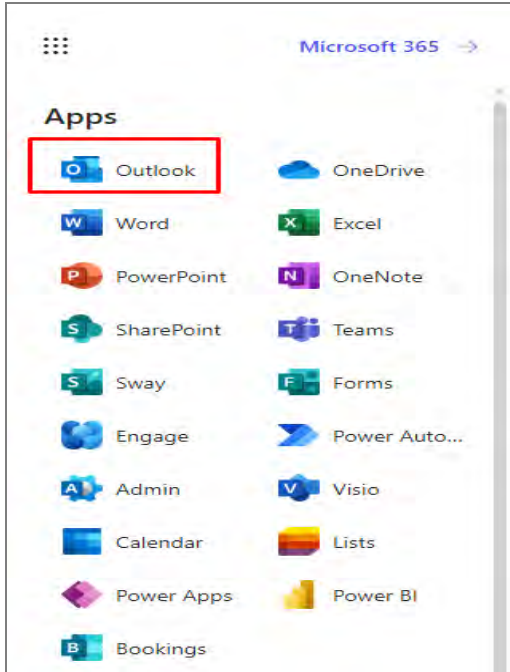 Microsoft 365 →
Apps
Outlook OneDrive
Word Excel
PowerPoint OneNote
SharePoint Teams
Sway Forms
Engage Power Auto...
Admin Visio
Calendar Lists
Power Apps Power BI
Bookings